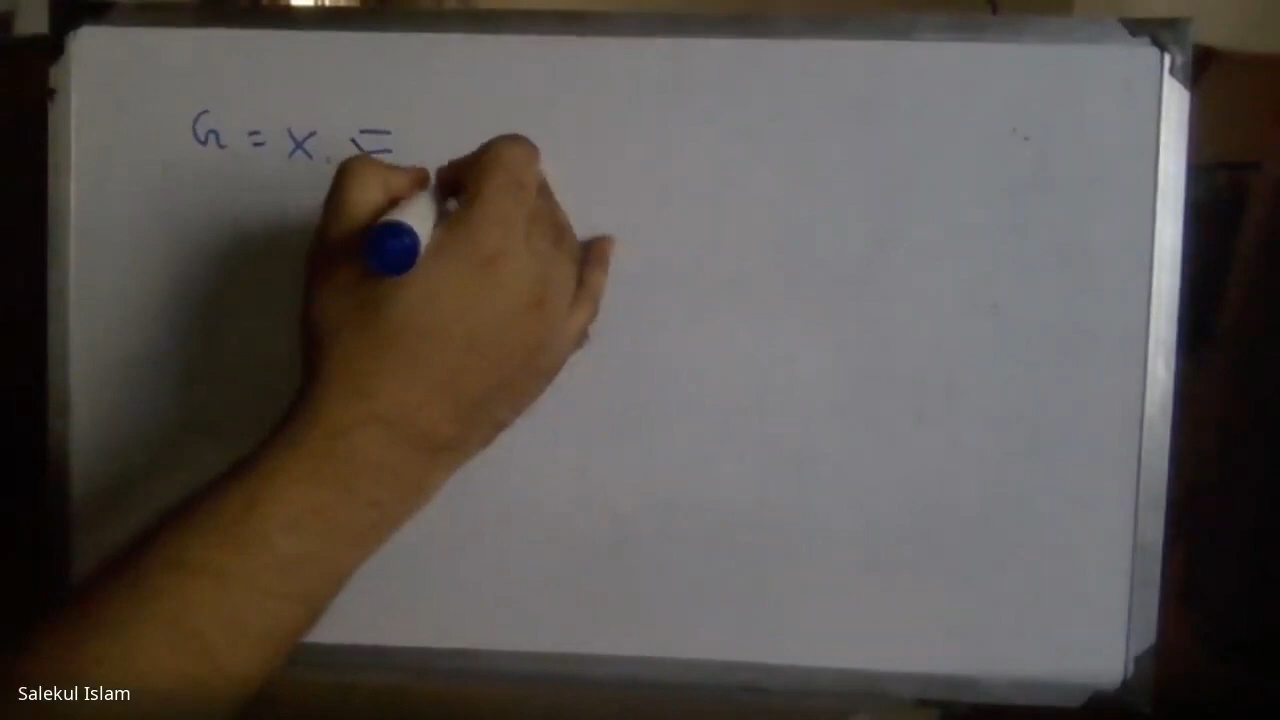 G = X.
Salekul Islam